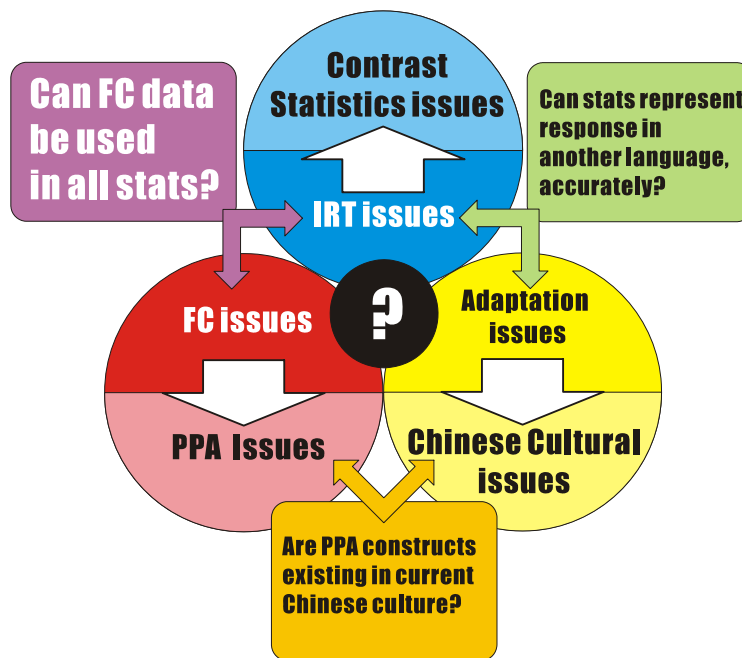 Contrast
Statistics issues
Can FC data
be used
in all stats?
Can stats represent
response in
another language,
accurately?
IRT issues
FC issues
?
Adaptation
issues
PPA Issues
Chinese Cultural
issues
Are PPA constructs
existing in current
Chinese culture?